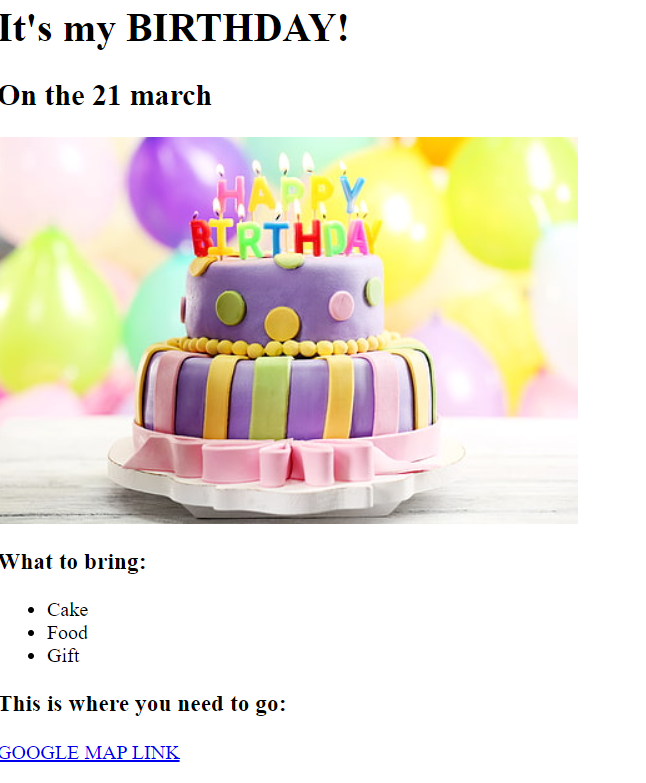 It's my BIRTHDAY!
On the 21 march
HAPPY
BIRTHDAY
What to bring:
Cake
Food
Gift
This is where you need to go:
GOOGLE MAP LINK